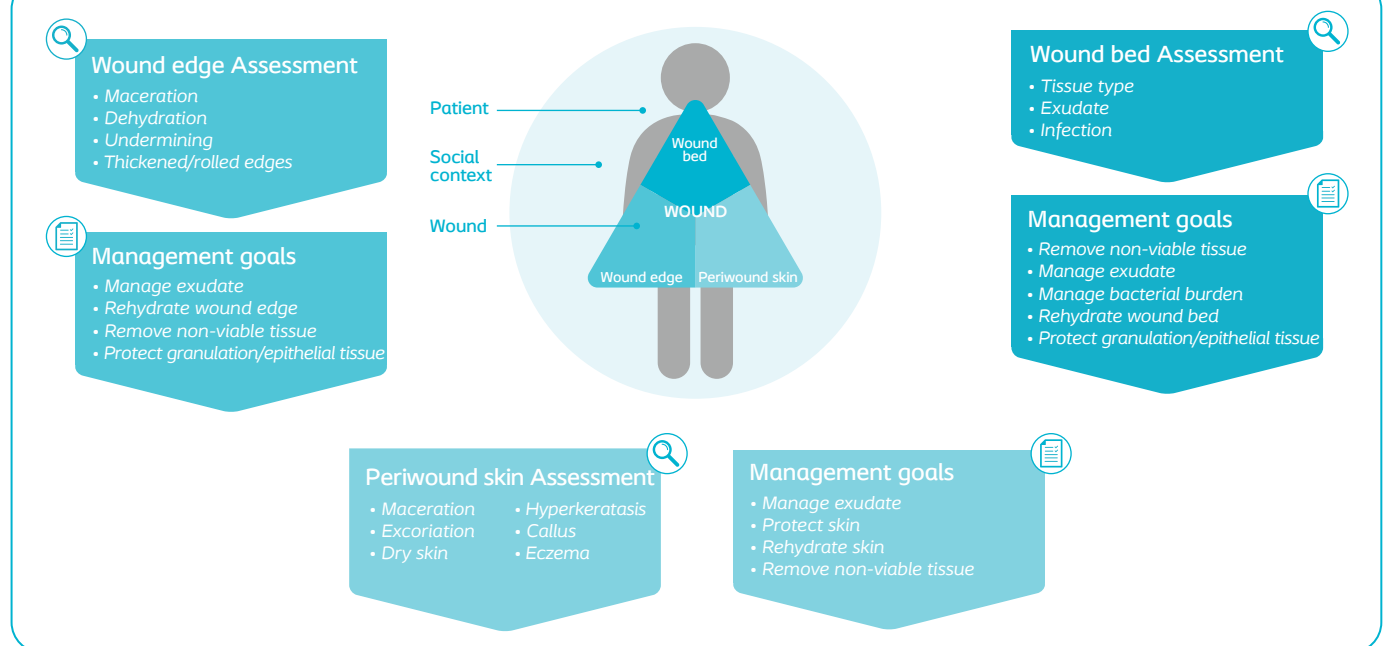 Wound edge Assessment
• Maceration
• Dehydration
• Undermining
• Thickened/rolled edges
Management goals
• Manage exudate
• Rehydrate wound edge
• Remove non-viable tissue
• Protect granulation/epithelial tissue
Patient
Social
context
Wound
Wound
bed
WOUND
Wound edge
Periwound skin
Wound bed Assessment
• Tissue type
• Exudate
• Infection
Management goals
• Remove non-viable tissue
• Manage exudate
• Manage bacterial burden
• Rehydrate wound bed
• Protect granulation/epithelial tissue
Periwound skin Assessment
• Maceration
• Excoriation
• Dry skin
• Hyperkeratasis
• Callus
• Eczema
Management goals
• Manage exudate
• Protect skin
• Rehydrate skin
• Remove non-viable tissue